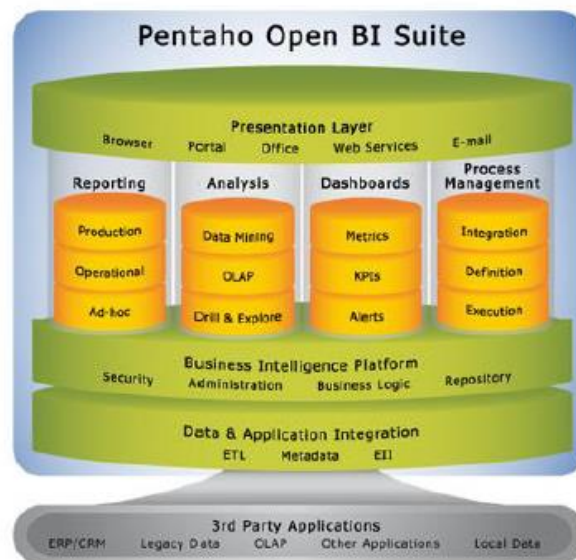 Pentaho Open BI Suite
Presentation Layer
Browser Portal Office Web Services E-mail
Reporting Analysis Dashboards Process Management
Production Data Mining Metrics Integration
Operational OLAP KPIs Definition
Ad-hoc Drill & Explore Alerts Execution
Business Intelligence Platform
Security Administration Business Logic Repository
Data & Application Integration
ETL Metadata EII
3rd Party Applications
ERP/CRM Legacy Data OLAP Other Applications Local Data